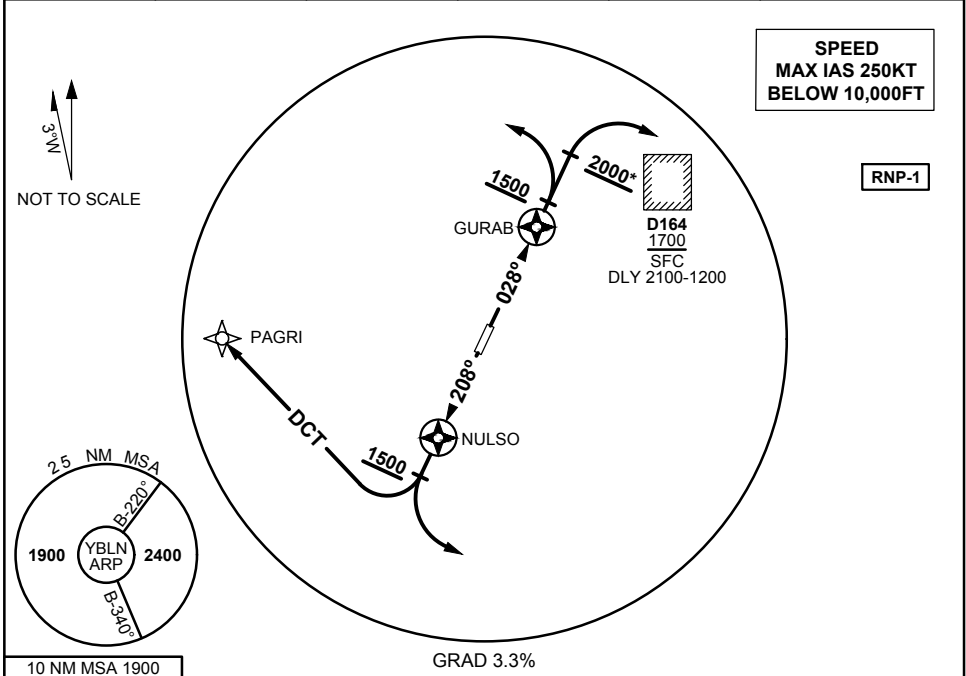 SPEED
MAX IAS 250KT
BELOW 10,000FT
3°W
NOT TO SCALE
RNP-1
1500
2000*
GURAB
D164
1700
SFC
DLY 2100-1200
028°
PAGRI
208°
DCT
NULSO
1500
25 NM MSA
B-220°
1900
YBLN
ARP
2400
B-340°
10 NM MSA 1900
GRAD 3.3%